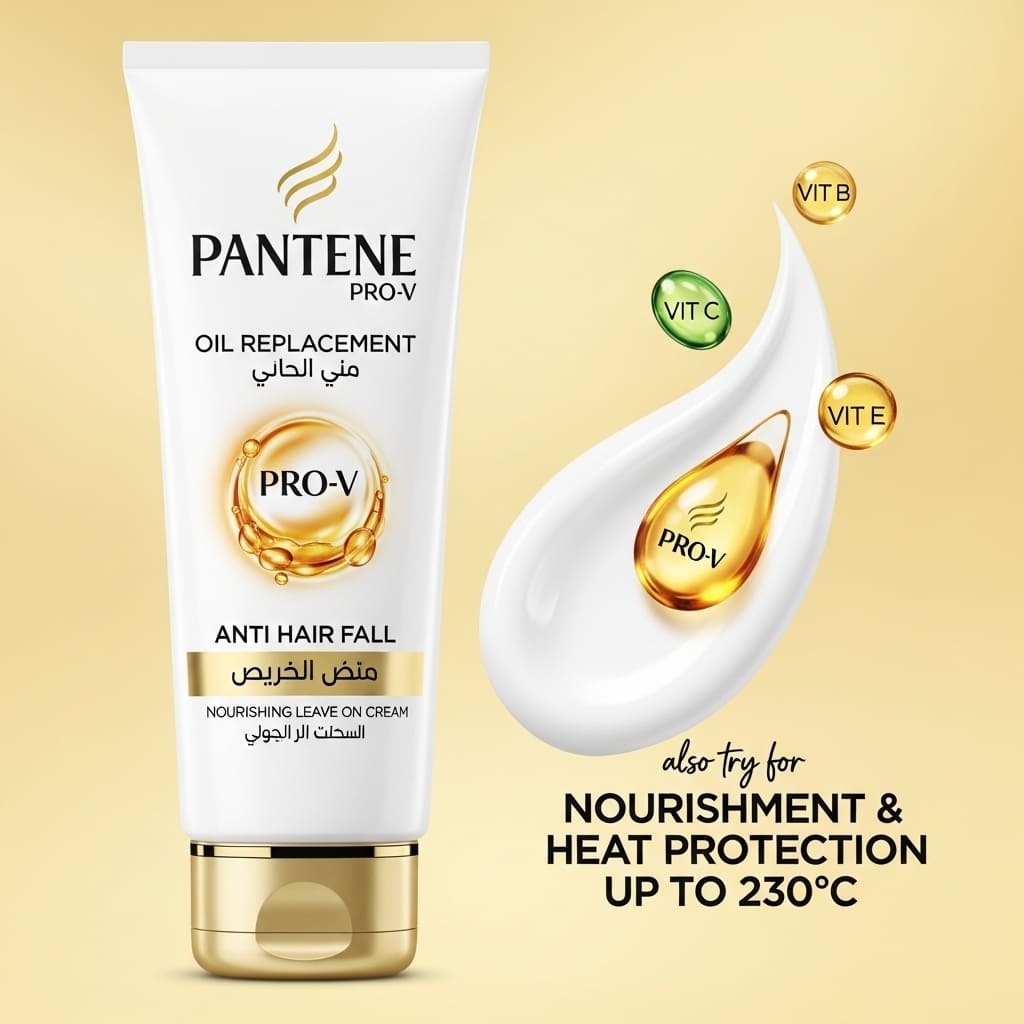 PANTENE
PRO-V
OIL REPLACEMENT
مني الحاني
PRO-V
ANTI HAIR FALL
متض الخريص
NOURISHING LEAVE ON CREAM
السحلت الر الجولي
VIT B
VIT C
VIT E
PRO-V
also try for
NOURISHMENT &
HEAT PROTECTION
UP TO 230°C